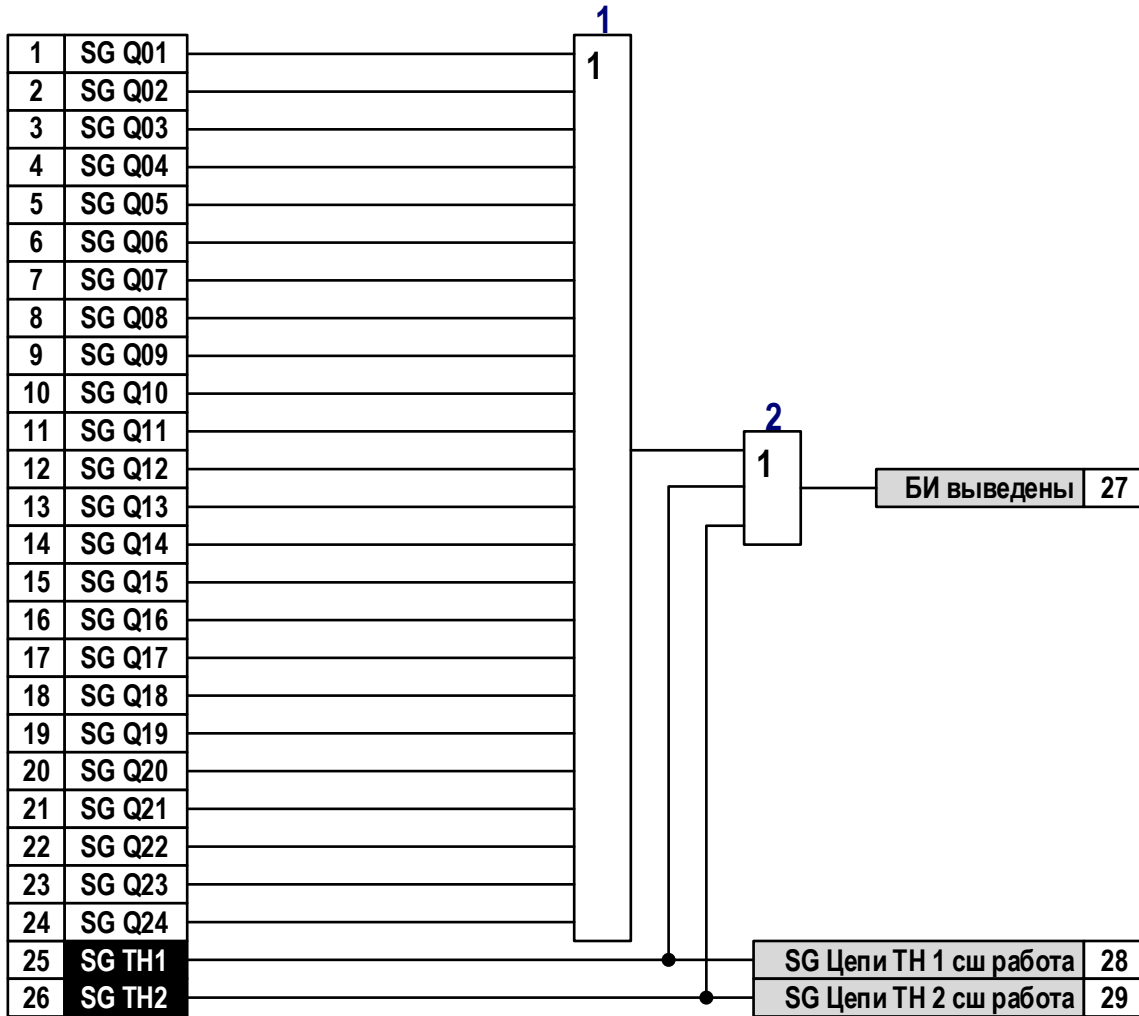 1
1 SG Q01
1
2 SG Q02
3 SG Q03
4 SG Q04
5 SG Q05
6 SG Q06
7 SG Q07
8 SG Q08
9 SG Q09
10 SG Q10
2
11 SG Q11
1
12 SG Q12
БИ выведены 27
13 SG Q13
14 SG Q14
15 SG Q15
16 SG Q16
17 SG Q17
18 SG Q18
19 SG Q19
20 SG Q20
21 SG Q21
22 SG Q22
23 SG Q23
24 SG Q24
25 SG ТН1 SG Цепи ТН 1 сш работа 28
26 SG ТН2 SG Цепи ТН 2 сш работа 29